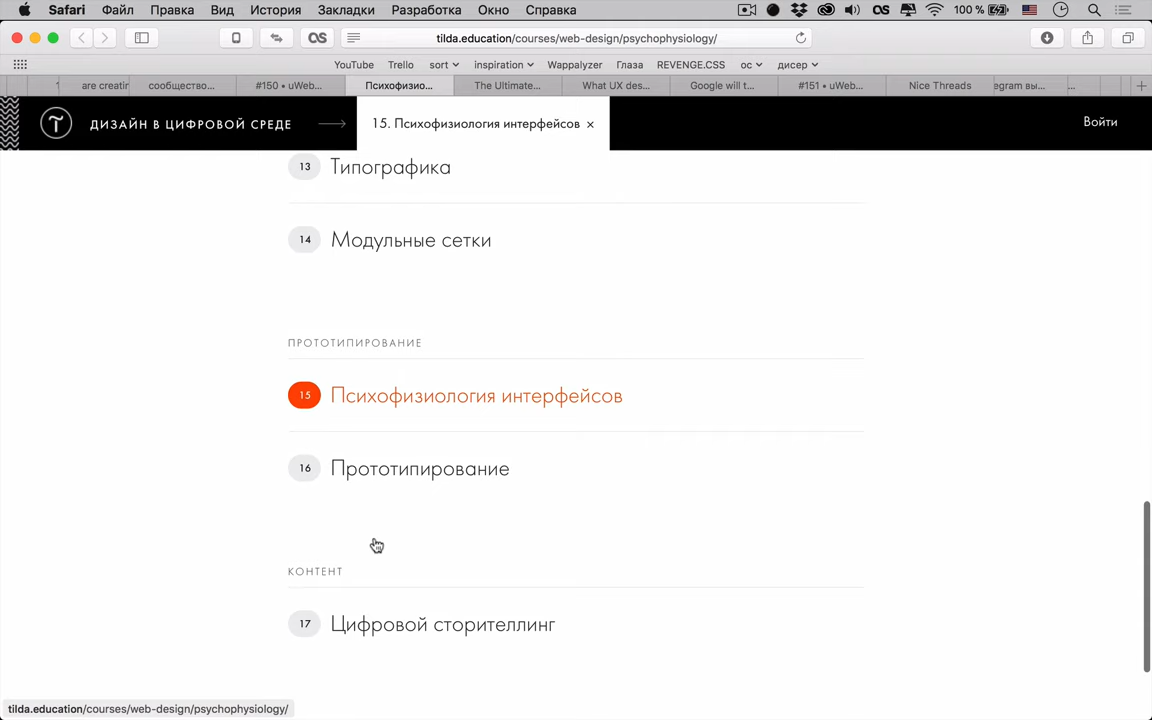 Safari Файл Правка Вид История Закладки Разработка Окно Справка 100 %
tilda.education/courses/web-design/psychophysiology/
YouTube Trello sort inspiration Wappalyzer Глаза REVENGE.CSS ос дисер
are creatir сообщество... #150 • uWeb... Психофизио... The Ultimate... What UX des... Google will t... #151 • uWeb... Nice Threads egram вы... ...
ДИЗАЙН В ЦИФРОВОЙ СРЕДЕ 15. Психофизиология интерфейсов × Войти
13 Типографика
14 Модульные сетки
ПРОТОТИПИРОВАНИЕ
15 Психофизиология интерфейсов
16 Прототипирование
КОНТЕНТ
17 Цифровой сторителлинг
tilda.education/courses/web-design/psychophysiology/